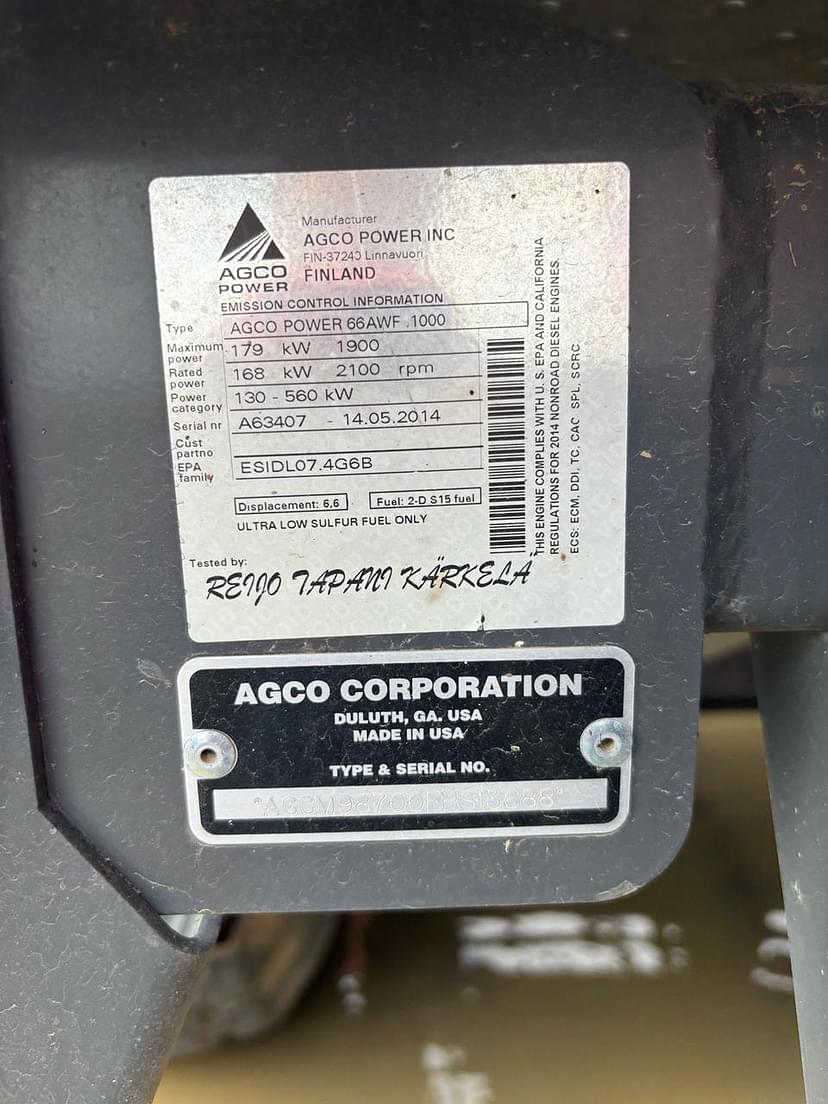 AGCO
POWER
Manufacturer
AGCO POWER INC
FIN-37240 Linnavuori
FINLAND
EMISSION CONTROL INFORMATION
Type AGCO POWER 66AWF .1000
Maximum power 179 kW 1900
Rated power 168 kW 2100 rpm
Power category 130 - 560 kW
Serial nr A63407 - 14.05.2014
Cust partno
EPA family ESIDL07.4G6B
Displacement: 6,6 Fuel: 2-D S15 fuel
ULTRA LOW SULFUR FUEL ONLY
Tested by:
REIJO TAPANI KÄRKELÄ
THIS ENGINE COMPLIES WITH U. S. EPA AND CALIFORNIA
REGULATIONS FOR 2014 NONROAD DIESEL ENGINES.
ECS: ECM, DDI, TC, CAC, SPL, SCRC
AGCO CORPORATION
DULUTH, GA. USA
MADE IN USA
TYPE & SERIAL NO.